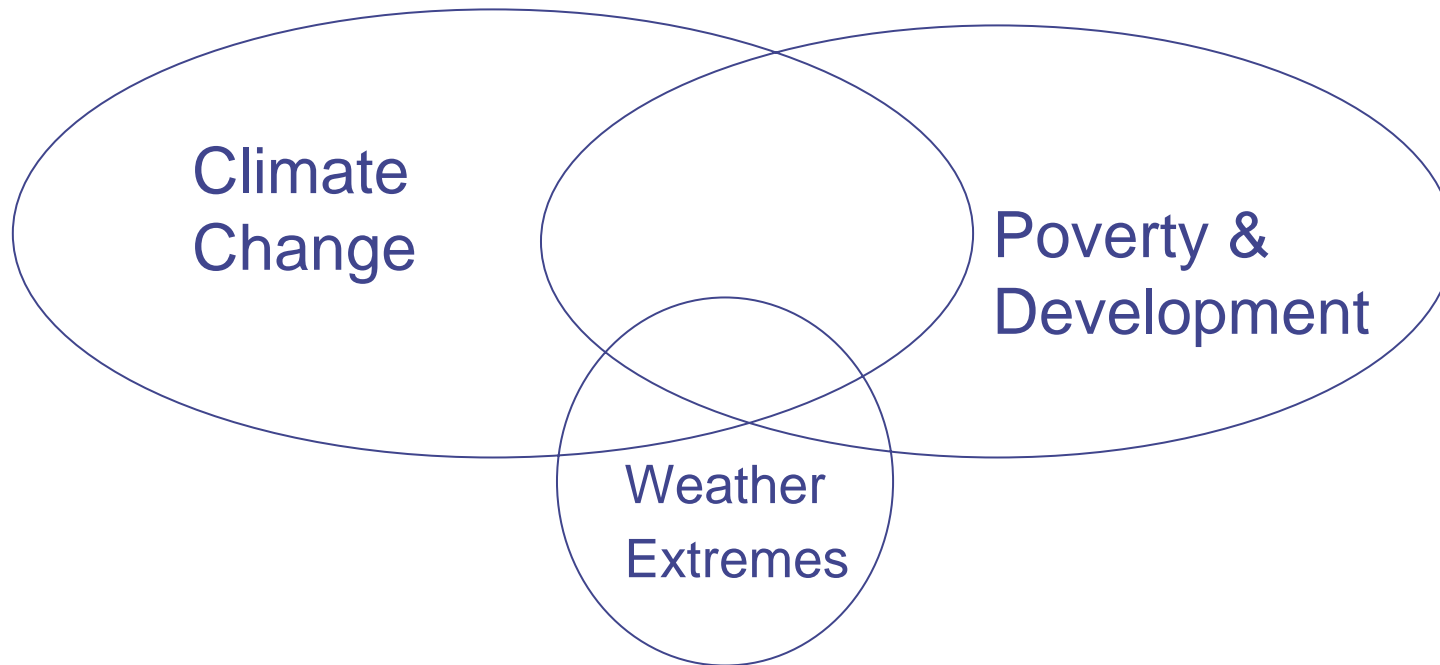 Climate
Change
Poverty &
Development
Weather
Extremes